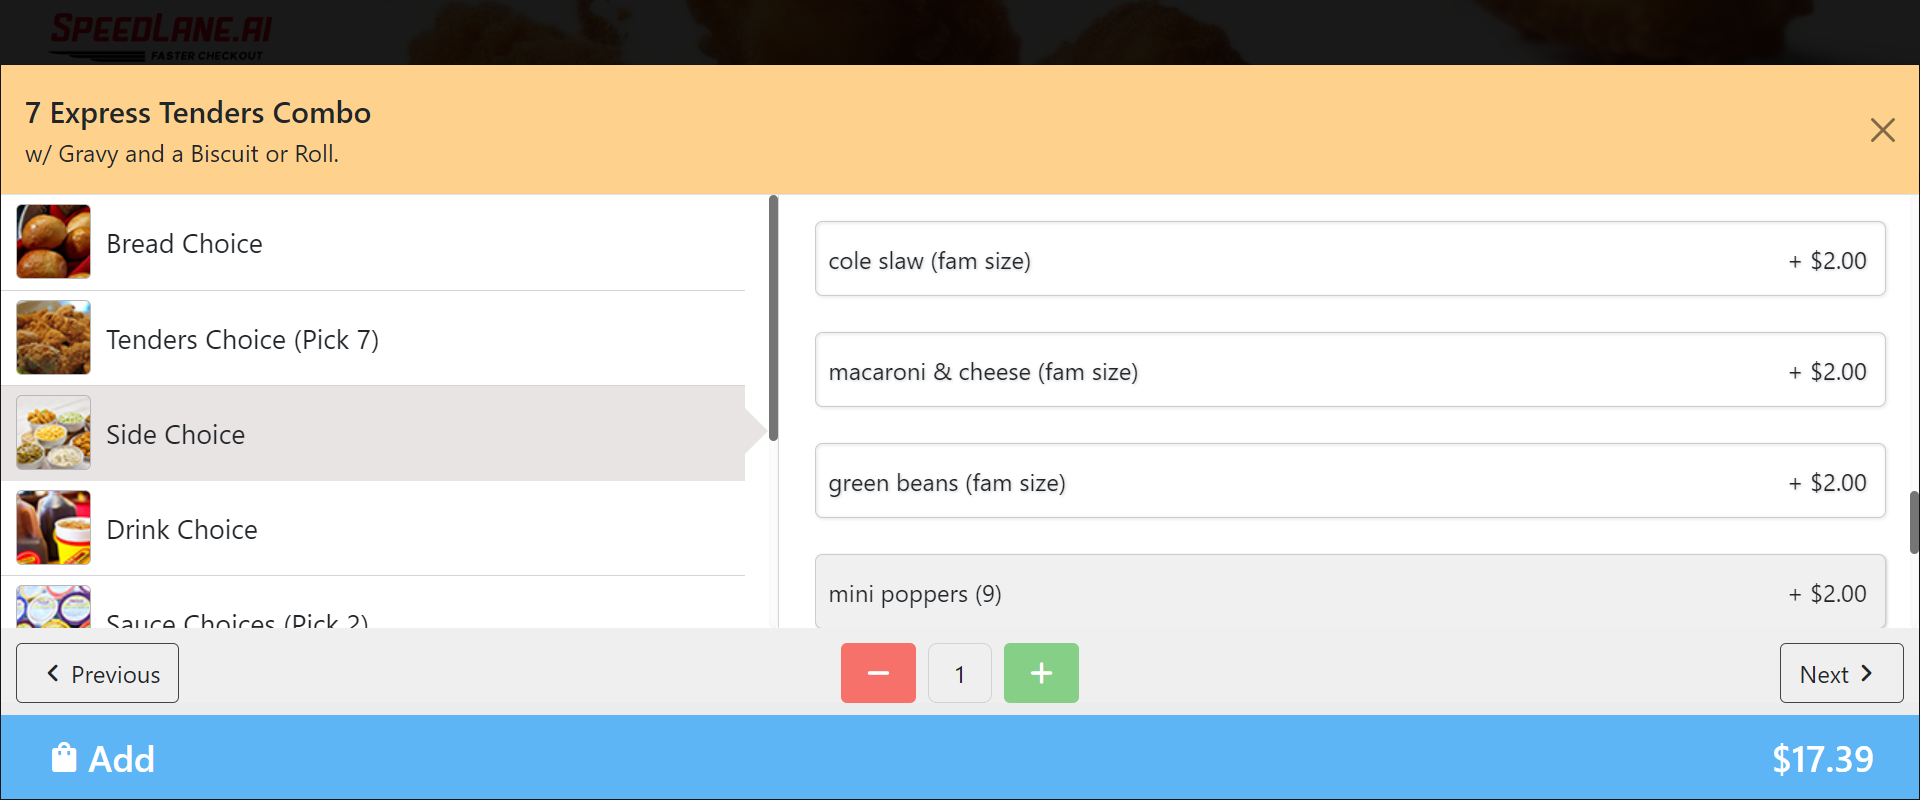 SPEEDLANE.AI
FASTER CHECKOUT
7 Express Tenders Combo
w/ Gravy and a Biscuit or Roll.
Bread Choice
Tenders Choice (Pick 7)
Side Choice
Drink Choice
Sauce Choices (Pick 2)
cole slaw (fam size) + $2.00
macaroni & cheese (fam size) + $2.00
green beans (fam size) + $2.00
mini poppers (9) + $2.00
Previous
1
Next
Add
$17.39